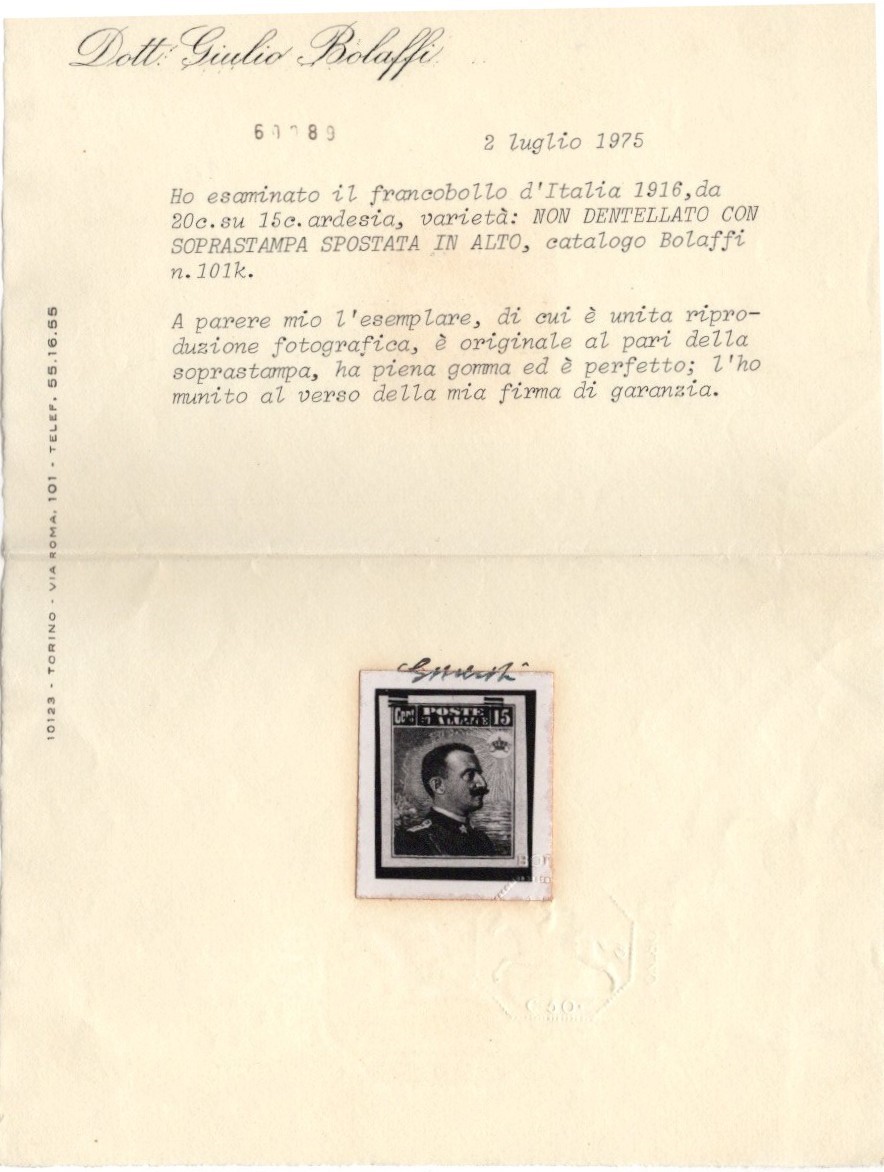 Dott. Giulio Bolaffi
2 luglio 1975
Ho esaminato il francobollo d'Italia 1916,da
20c.su 15c.ardesia, varietà: NON DENTELLATO CON
SOPRASTAMPA SPOSTATA IN ALTO, catalogo Bolaffi
n.101k.
A parere mio l'esemplare, di cui è unita ripro-
duzione fotografica, è originale al pari della
soprastampa, ha piena gomma ed è perfetto; l'ho
munito al verso della mia firma di garanzia.
10123 - TORINO - VIA ROMA, 101 - TELEF. 55.16.55
Cent POSTE 15